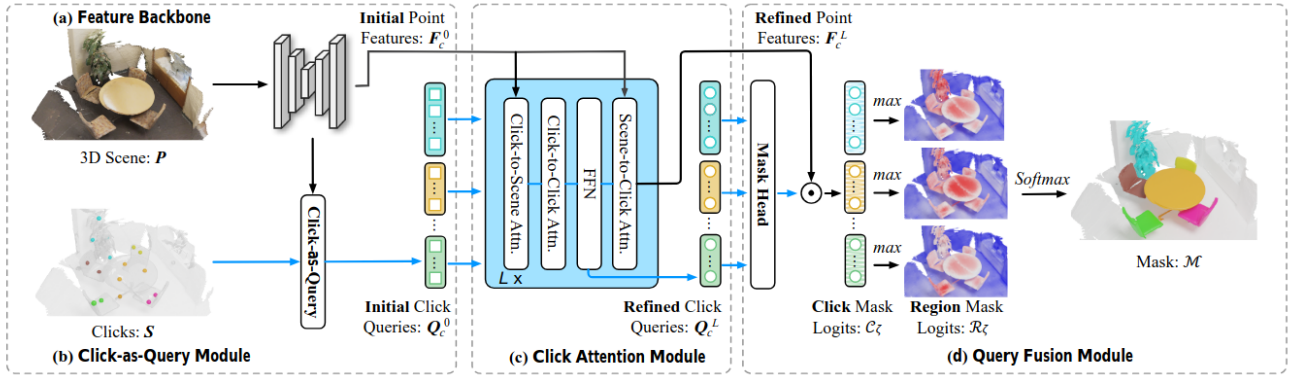 (a) Feature Backbone
3D Scene: P
Clicks: S
(b) Click-as-Query Module
Click-as-Query
Initial Point
Features: F_c^0
Initial Click
Queries: Q_c^0
Click-to-Scene Attn.
Click-to-Click Attn.
FFN
Scene-to-Click Attn.
L x
Refined Click
Queries: Q_c^L
(c) Click Attention Module
Refined Point
Features: F_c^L
Mask Head
max
max
max
Click Mask
Logits: 𝒞_ζ
Region Mask
Logits: ℛ_ζ
Softmax
Mask: ℳ
(d) Query Fusion Module